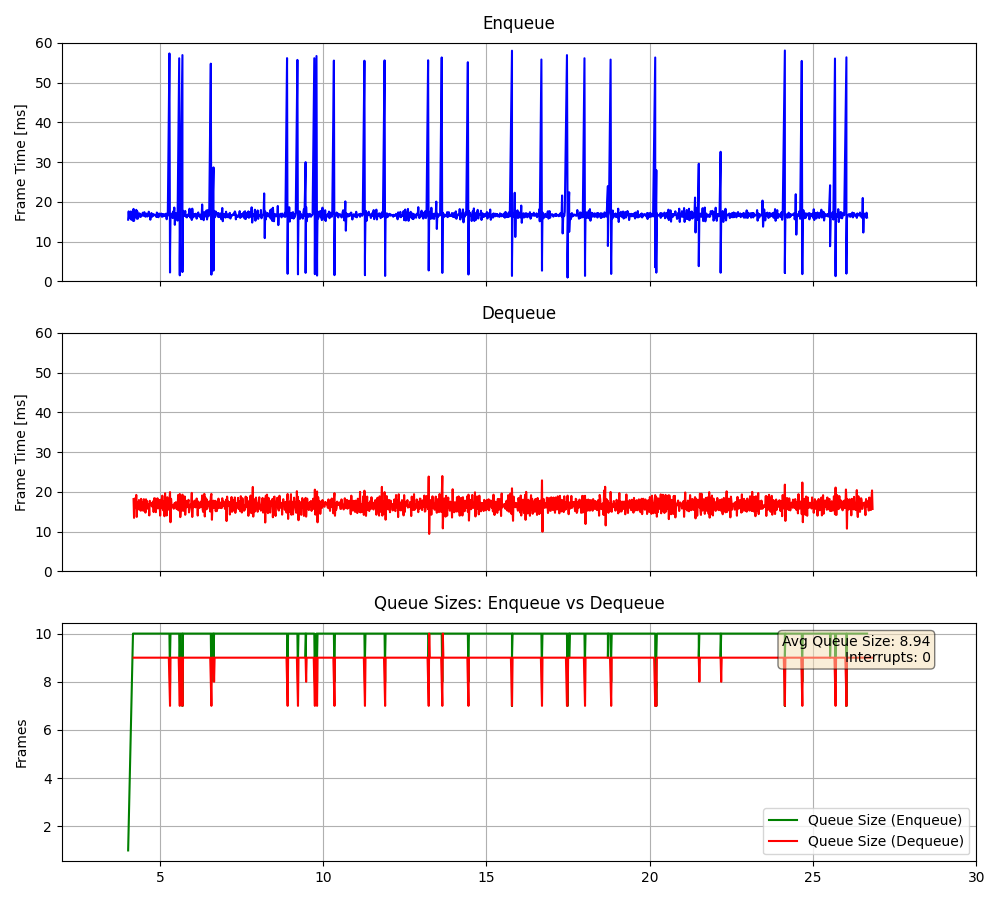 Enqueue
60
50
40
30
20
10
0
Frame Time [ms]
Dequeue
60
50
40
30
20
10
0
Frame Time [ms]
Queue Sizes: Enqueue vs Dequeue
10
8
6
4
2
Frames
Avg Queue Size: 8.94
Interrupts: 0
Queue Size (Enqueue)
Queue Size (Dequeue)
5 10 15 20 25 30